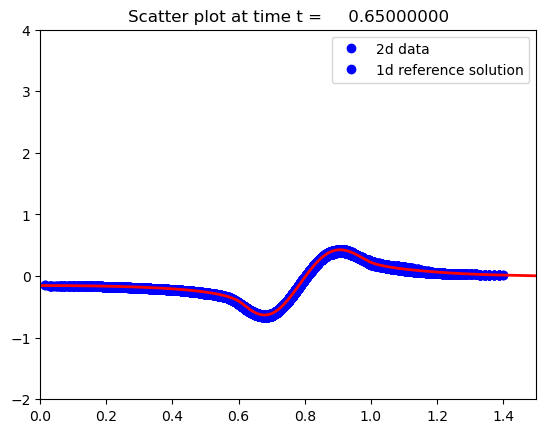 Scatter plot at time t = 0.65000000
2d data
1d reference solution
4
3
2
1
0
−1
−2
0.0 0.2 0.4 0.6 0.8 1.0 1.2 1.4